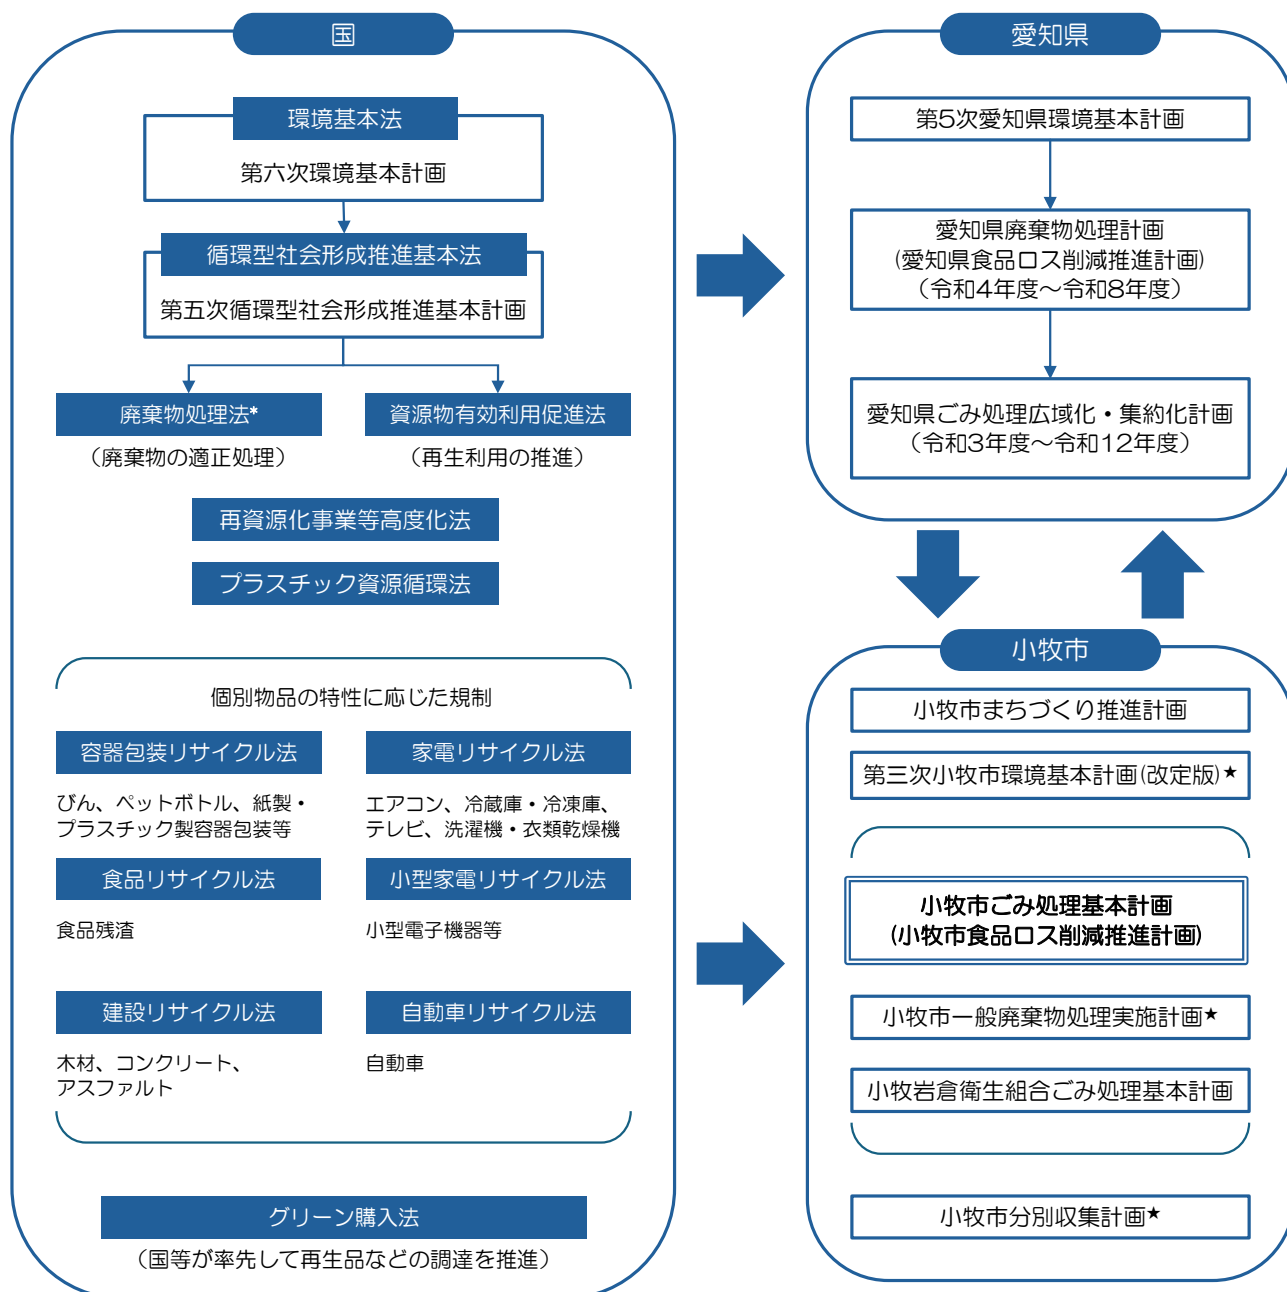 国
環境基本法
第六次環境基本計画
循環型社会形成推進基本法
第五次循環型社会形成推進基本計画
廃棄物処理法*
(廃棄物の適正処理)
資源物有効利用促進法
(再生利用の推進)
再資源化事業等高度化法
プラスチック資源循環法
個別物品の特性に応じた規制
容器包装リサイクル法
びん、ペットボトル、紙製・
プラスチック製容器包装等
家電リサイクル法
エアコン、冷蔵庫・冷凍庫、
テレビ、洗濯機・衣類乾燥機
食品リサイクル法
食品残渣
小型家電リサイクル法
小型電子機器等
建設リサイクル法
木材、コンクリート、
アスファルト
自動車リサイクル法
自動車
グリーン購入法
(国等が率先して再生品などの調達を推進)
愛知県
第5次愛知県環境基本計画
愛知県廃棄物処理計画
(愛知県食品ロス削減推進計画)
(令和4年度~令和8年度)
愛知県ごみ処理広域化・集約化計画
(令和3年度~令和12年度)
小牧市
小牧市まちづくり推進計画
第三次小牧市環境基本計画(改定版)★
小牧市ごみ処理基本計画
(小牧市食品ロス削減推進計画)
小牧市一般廃棄物処理実施計画★
小牧岩倉衛生組合ごみ処理基本計画
小牧市分別収集計画★